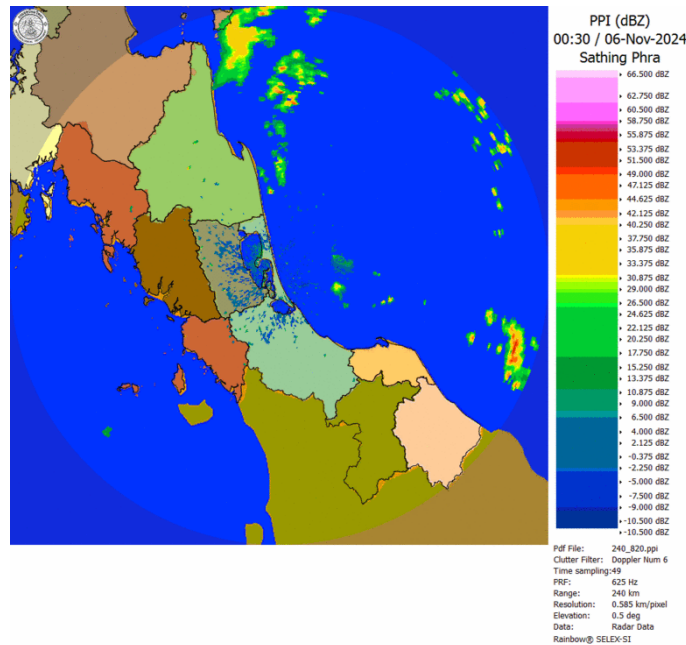 PPI (dBZ)
00:30 / 06-Nov-2024
Sathing Phra
66.500 dBZ
62.750 dBZ
60.500 dBZ
58.750 dBZ
55.875 dBZ
53.375 dBZ
51.500 dBZ
49.000 dBZ
47.125 dBZ
44.625 dBZ
42.125 dBZ
40.250 dBZ
37.750 dBZ
35.875 dBZ
33.375 dBZ
30.875 dBZ
29.000 dBZ
26.500 dBZ
24.625 dBZ
22.125 dBZ
20.250 dBZ
17.750 dBZ
15.250 dBZ
13.375 dBZ
10.875 dBZ
9.000 dBZ
6.500 dBZ
4.000 dBZ
2.125 dBZ
-0.375 dBZ
-2.250 dBZ
-5.000 dBZ
-7.500 dBZ
-9.000 dBZ
-10.500 dBZ
-10.500 dBZ
Pdf File: 240_820.ppi
Clutter Filter: Doppler Num 6
Time sampling:49
PRF: 625 Hz
Range: 240 km
Resolution: 0.585 km/pixel
Elevation: 0.5 deg
Data: Radar Data
Rainbow® SELEX-SI